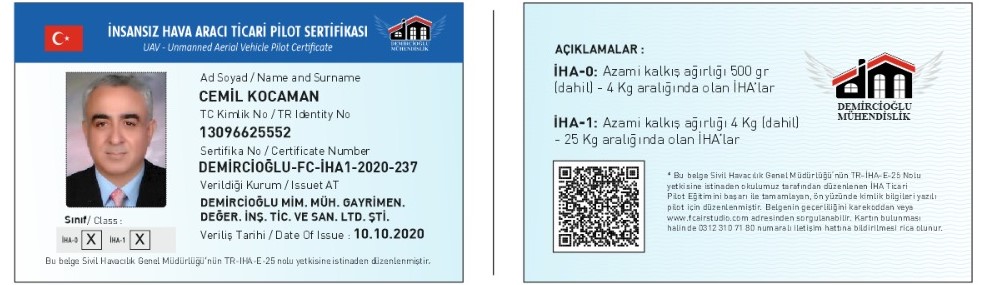 İNSANSIZ HAVA ARACI TİCARİ PİLOT SERTİFİKASI
UAV - Unmanned Aerial Vehicle Pilot Certificate
DEMİRCİOĞLU
MÜHENDİSLİK
Ad Soyad / Name and Surname
CEMİL KOCAMAN
TC Kimlik No / TR Identity No
13096625552
Sertifika No / Certificate Number
DEMİRCİOĞLU-FC-İHA1-2020-237
Verildiği Kurum / Issuet AT
DEMİRCİOĞLU MİM. MÜH. GAYRİMEN.
DEĞER. İNŞ. TİC. VE SAN. LTD. ŞTİ.
Veriliş Tarihi / Date Of Issue : 10.10.2020
Sınıf/ Class :
İHA-0 X İHA-1 X
Bu belge Sivil Havacılık Genel Müdürlüğü'nün TR-IHA-E-25 nolu yetkisine istinaden düzenlenmiştir.
AÇIKLAMALAR :
İHA-0: Azami kalkış ağırlığı 500 gr
(dahil) - 4 Kg aralığında olan İHA'lar
İHA-1: Azami kalkış ağırlığı 4 Kg (dahil)
- 25 Kg aralığında olan İHA'lar
dm
DEMİRCİOĞLU
MÜHENDİSLİK
* Bu belge Sivil Havacılık Genel Müdürlüğü'nün TR-İHA-E-25 Nolu
yetkisine istinaden okulumuz tarafından düzenlenen İHA Ticari
Pilot Eğitimini başarı ile tamamlayan, ön yüzünde kimlik bilgileri yazılı
pilot için düzenlenmiştir. Belgenin geçerliliğini karekoddan veya
www.fcairstudio.com adresinden sorgulanabilir. Kartın bulunması
halinde 0312 310 71 80 numaralı iletişim hattına bildirilmesi rica olunur.